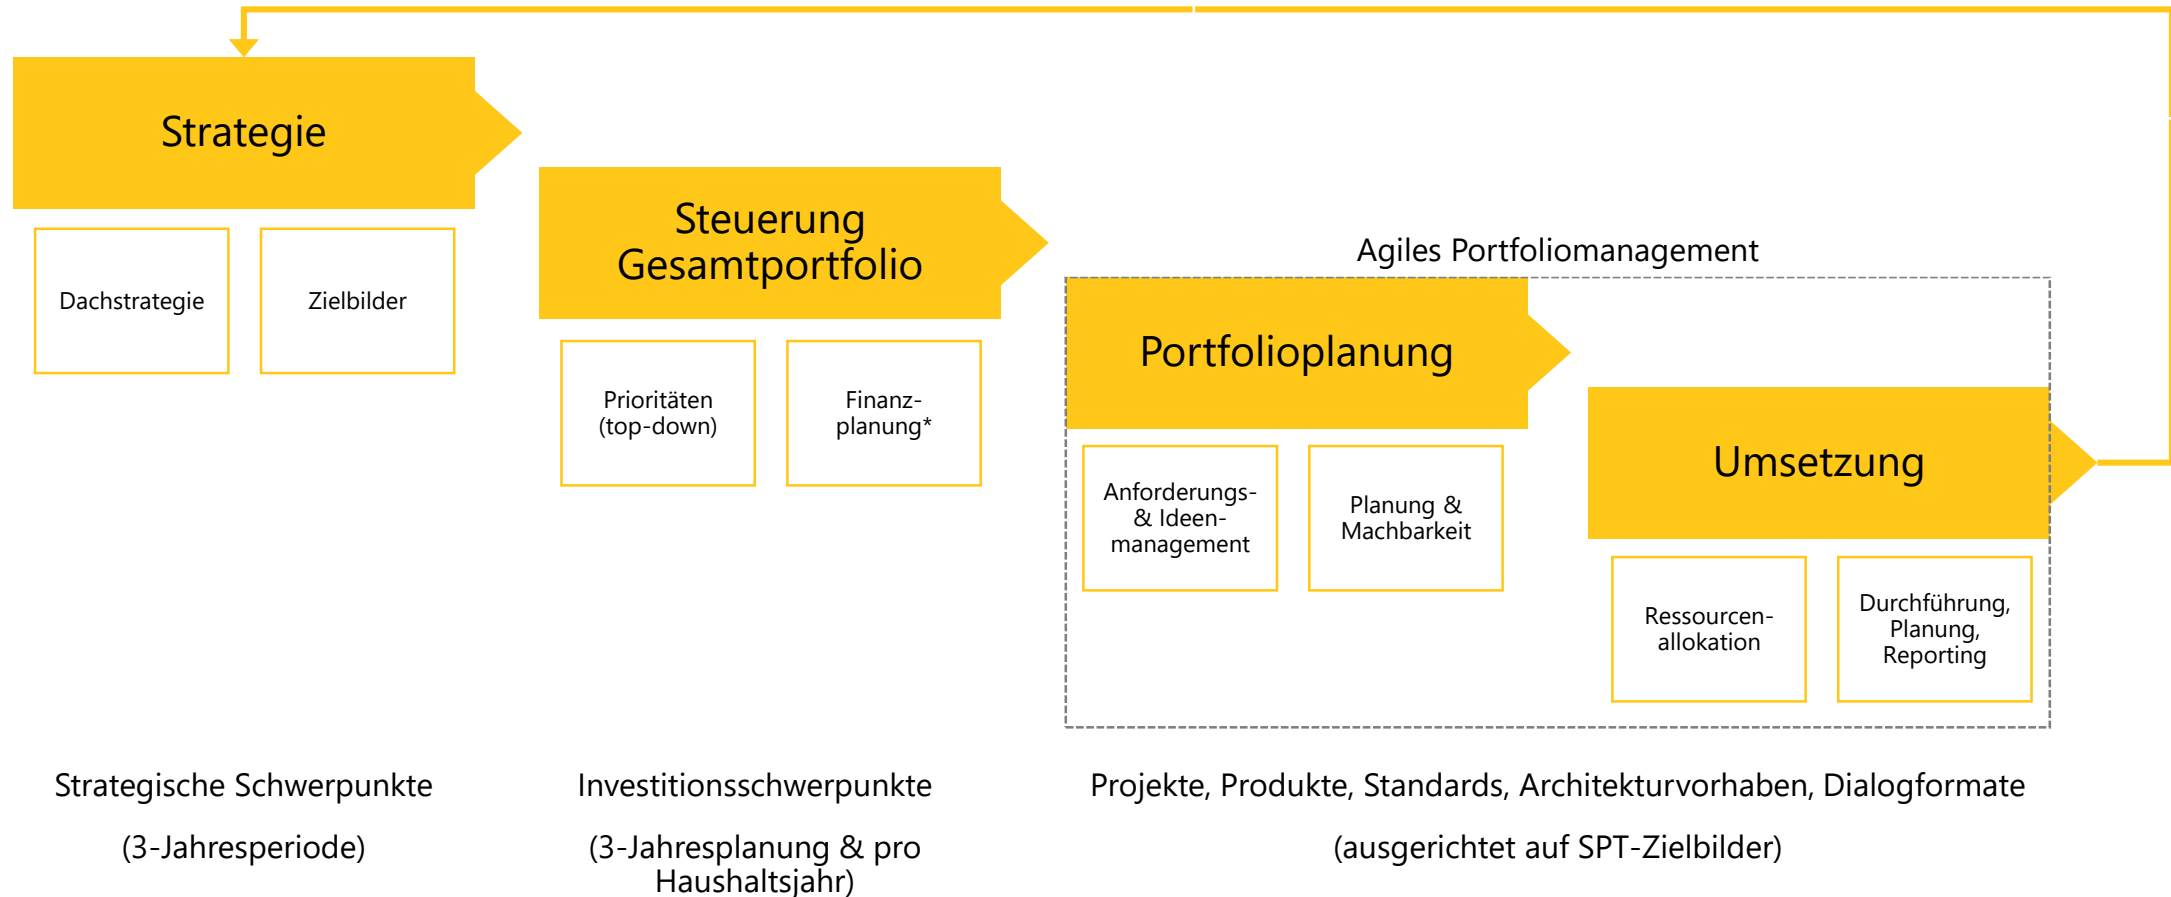 Strategie
Dachstrategie
Zielbilder
Steuerung
Gesamtportfolio
Prioritäten
(top-down)
Finanz-
planung*
Agiles Portfoliomanagement
Portfolioplanung
Anforderungs-
& Ideen-
management
Planung &
Machbarkeit
Umsetzung
Ressourcen-
allokation
Durchführung,
Planung,
Reporting
Strategische Schwerpunkte
(3-Jahresperiode)
Investitionsschwerpunkte
(3-Jahresplanung & pro
Haushaltsjahr)
Projekte, Produkte, Standards, Architekturvorhaben, Dialogformate
(ausgerichtet auf SPT-Zielbilder)